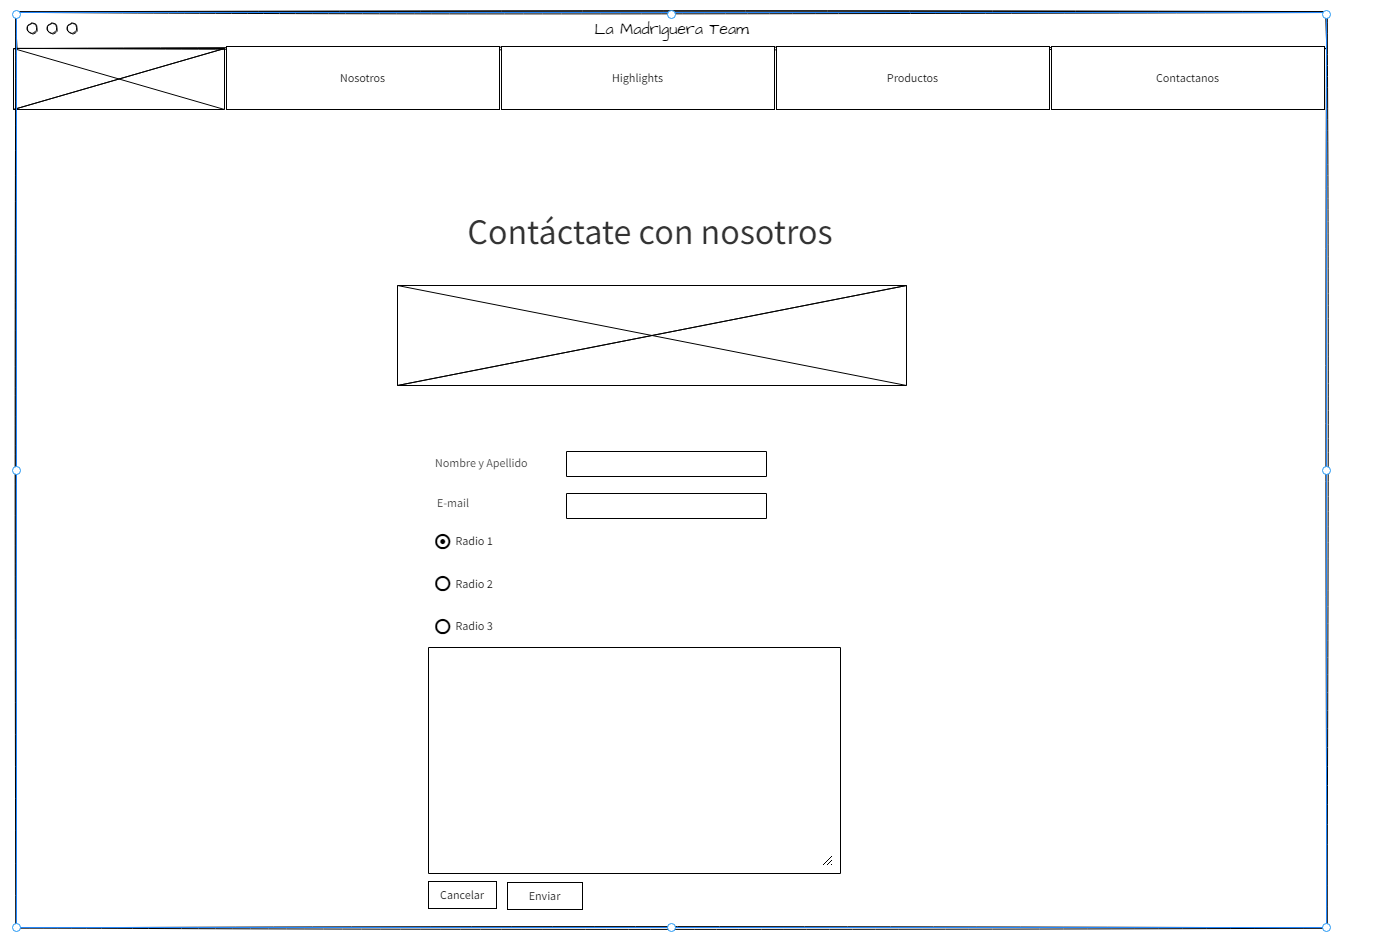 La Madriguera Team
Nosotros
Highlights
Productos
Contactanos
Contáctate con nosotros
Nombre y Apellido
E-mail
Radio 1
Radio 2
Radio 3
Cancelar
Enviar